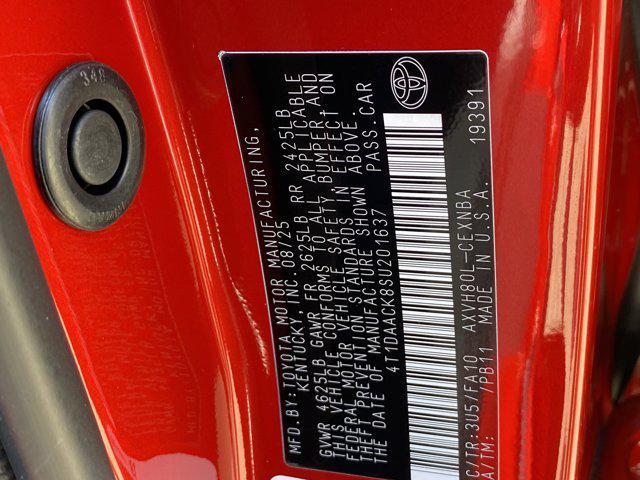 348
MFD. BY: TOYOTA MOTOR MANUFACTURING,
KENTUCKY, INC. 08/25
GVWR 4625LB GAWR FR 2625LB RR 2425LB
THIS VEHICLE CONFORMS TO ALL APPLICABLE
FEDERAL MOTOR VEHICLE SAFETY, BUMPER, AND
THEFT PREVENTION STANDARDS IN EFFECT ON
THE DATE OF MANUFACTURE SHOWN ABOVE.
4T1DAACK8SU201637 PASS. CAR
C/TR:3U5/FA10 AXVH80L-CEXNBA
A/TM: /PB11 MADE IN U.S.A. 19391